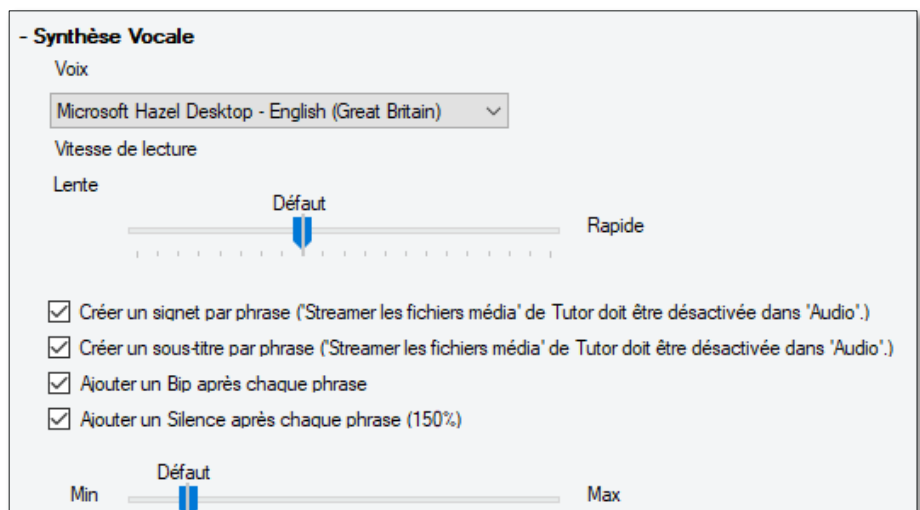 - Synthèse Vocale
Voix
Microsoft Hazel Desktop - English (Great Britain)
Vitesse de lecture
Lente
Défaut
Rapide
Créer un signet par phrase ('Streamer les fichiers média' de Tutor doit être désactivée dans 'Audio'.)
Créer un sous-titre par phrase ('Streamer les fichiers média' de Tutor doit être désactivée dans 'Audio'.)
Ajouter un Bip après chaque phrase
Ajouter un Silence après chaque phrase (150%)
Défaut
Min
Max